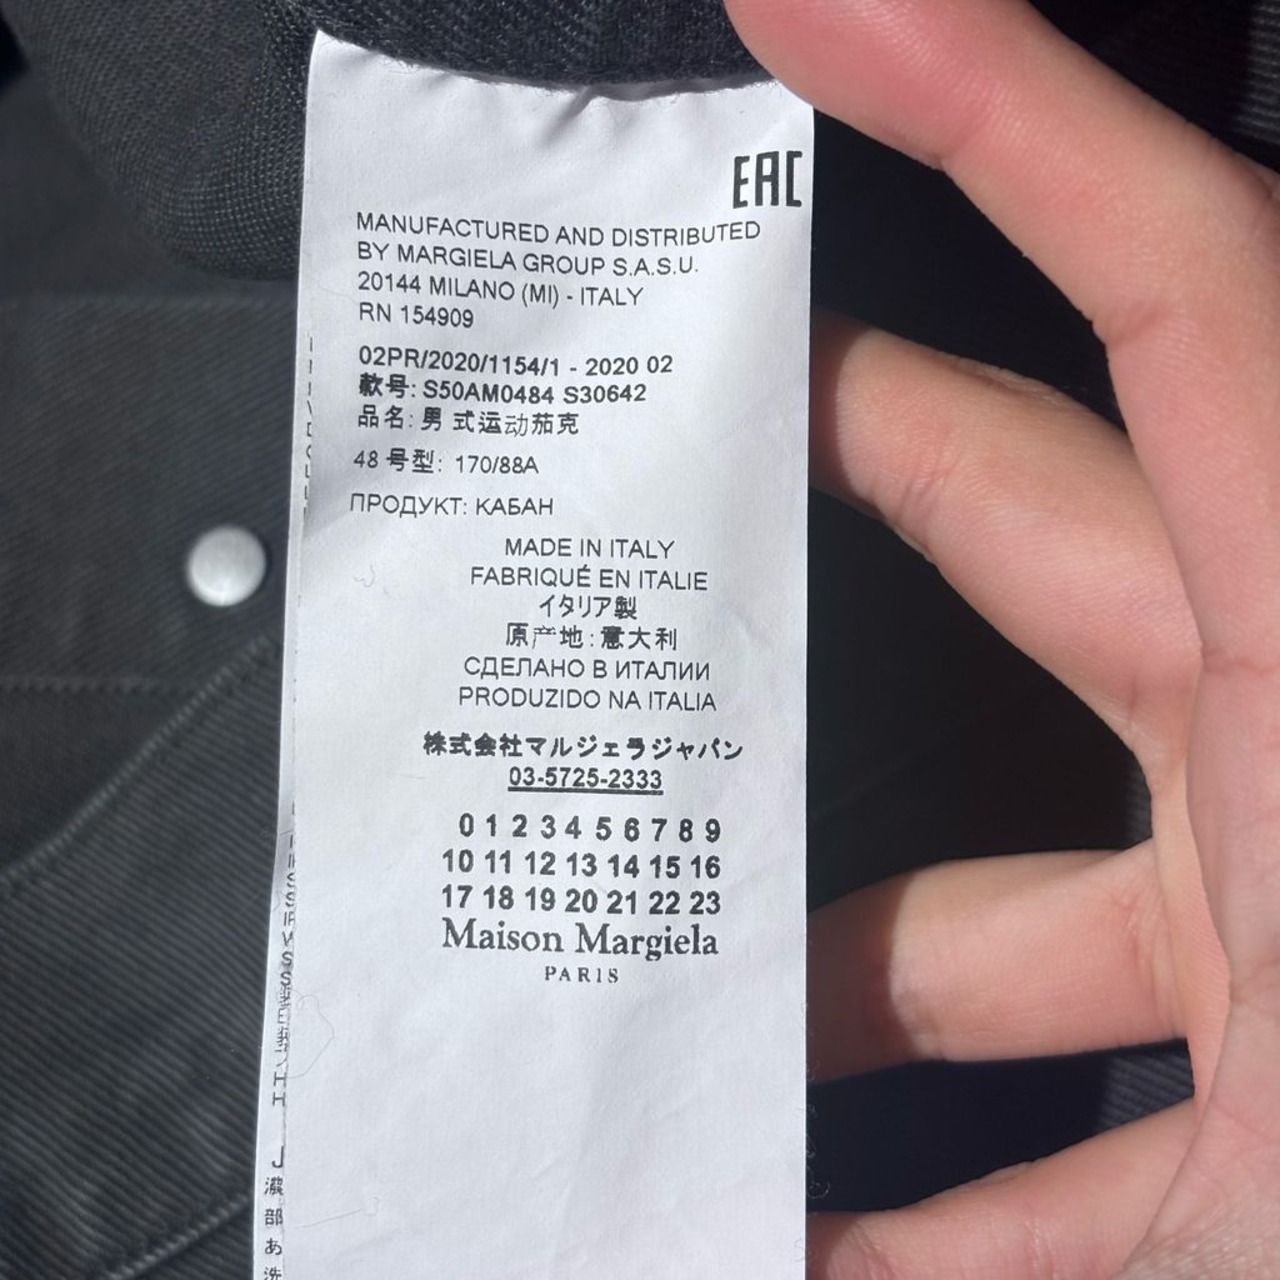 EAC
MANUFACTURED AND DISTRIBUTED
BY MARGIELA GROUP S.A.S.U.
20144 MILANO (MI) - ITALY
RN 154909
02PR/2020/1154/1 - 2020 02
款号: S50AM0484 S30642
品名: 男 式运动茄克
48 号型: 170/88A
ПРОДУКТ: КАБАН
MADE IN ITALY
FABRIQUÉ EN ITALIE
イタリア製
原产地:意大利
СДЕЛАНО В ИТАЛИИ
PRODUZIDO NA ITALIA
株式会社マルジェラジャパン
03-5725-2333
0 1 2 3 4 5 6 7 8 9
10 11 12 13 14 15 16
17 18 19 20 21 22 23
Maison Margiela
PARIS